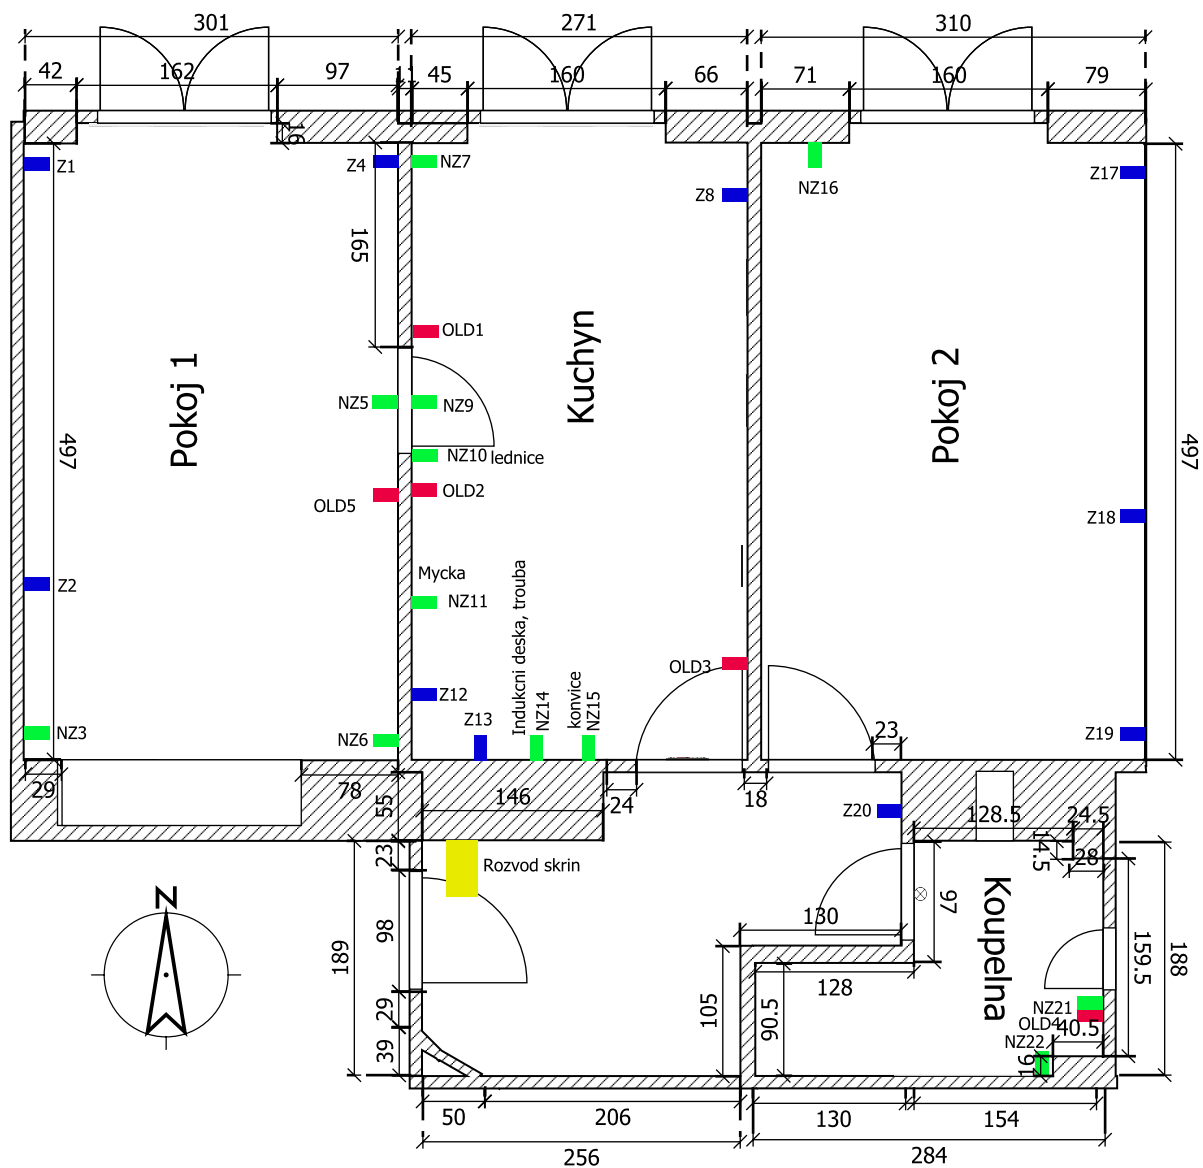 301
271
310
42
162
97
11
45
160
66
71
160
79
16
Z1
Z4
NZ7
Z8
NZ16
Z17
165
OLD1
Pokoj 1
Kuchyn
Pokoj 2
NZ5
NZ9
497
NZ10 lednice
497
OLD5
OLD2
Z18
Z2
Mycka
NZ11
Indukcni deska, trouba
NZ14
konvice
NZ15
OLD3
Z12
Z13
NZ3
NZ6
23
Z19
29
78
55
146
24
18
Z20
128.5
24.5
14.5
28
23
Rozvod skrin
97
Koupelna
N
189
98
130
159.5
188
128
105
90.5
29
39
NZ21
OLD4
40.5
NZ22
16
50
206
130
154
256
284